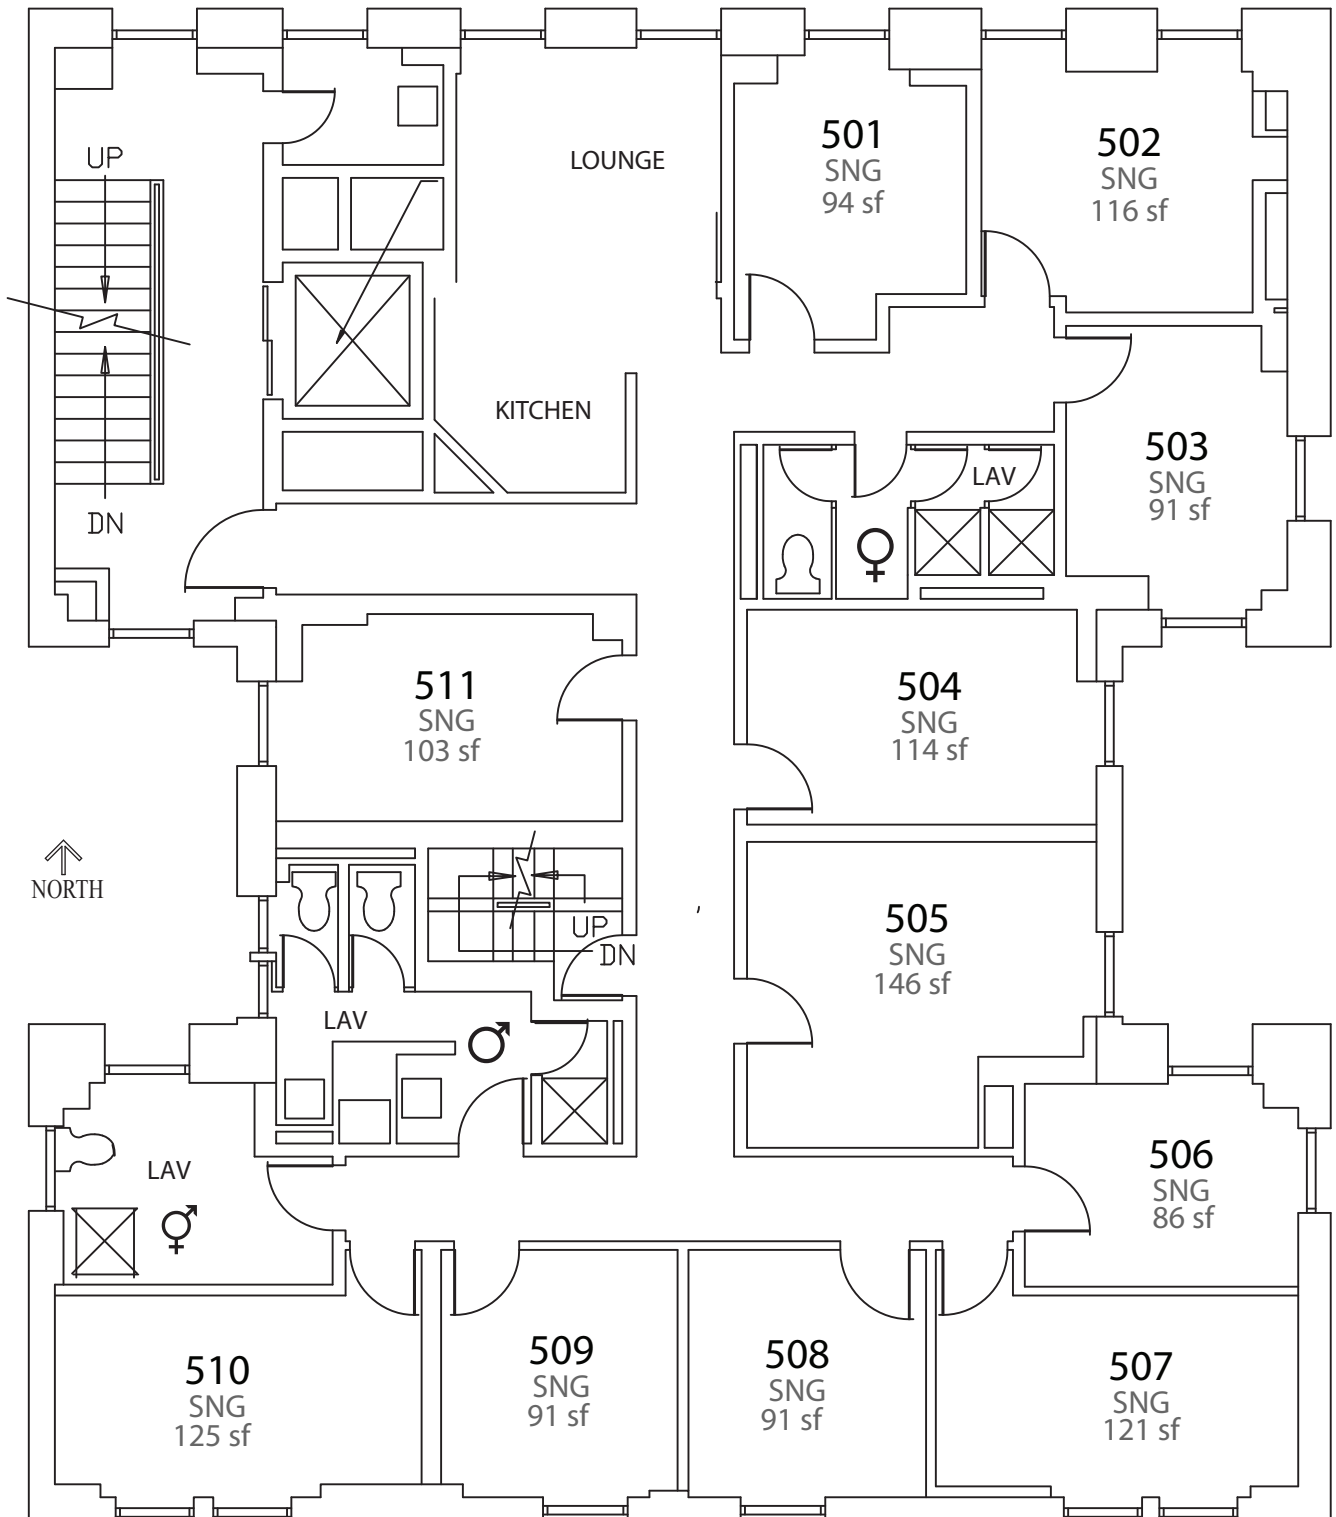 UP
DN
LOUNGE
KITCHEN
501
SNG
94 sf
502
SNG
116 sf
503
SNG
91 sf
LAV
504
SNG
114 sf
511
SNG
103 sf
NORTH
UP
DN
505
SNG
146 sf
LAV
LAV
506
SNG
86 sf
510
SNG
125 sf
509
SNG
91 sf
508
SNG
91 sf
507
SNG
121 sf